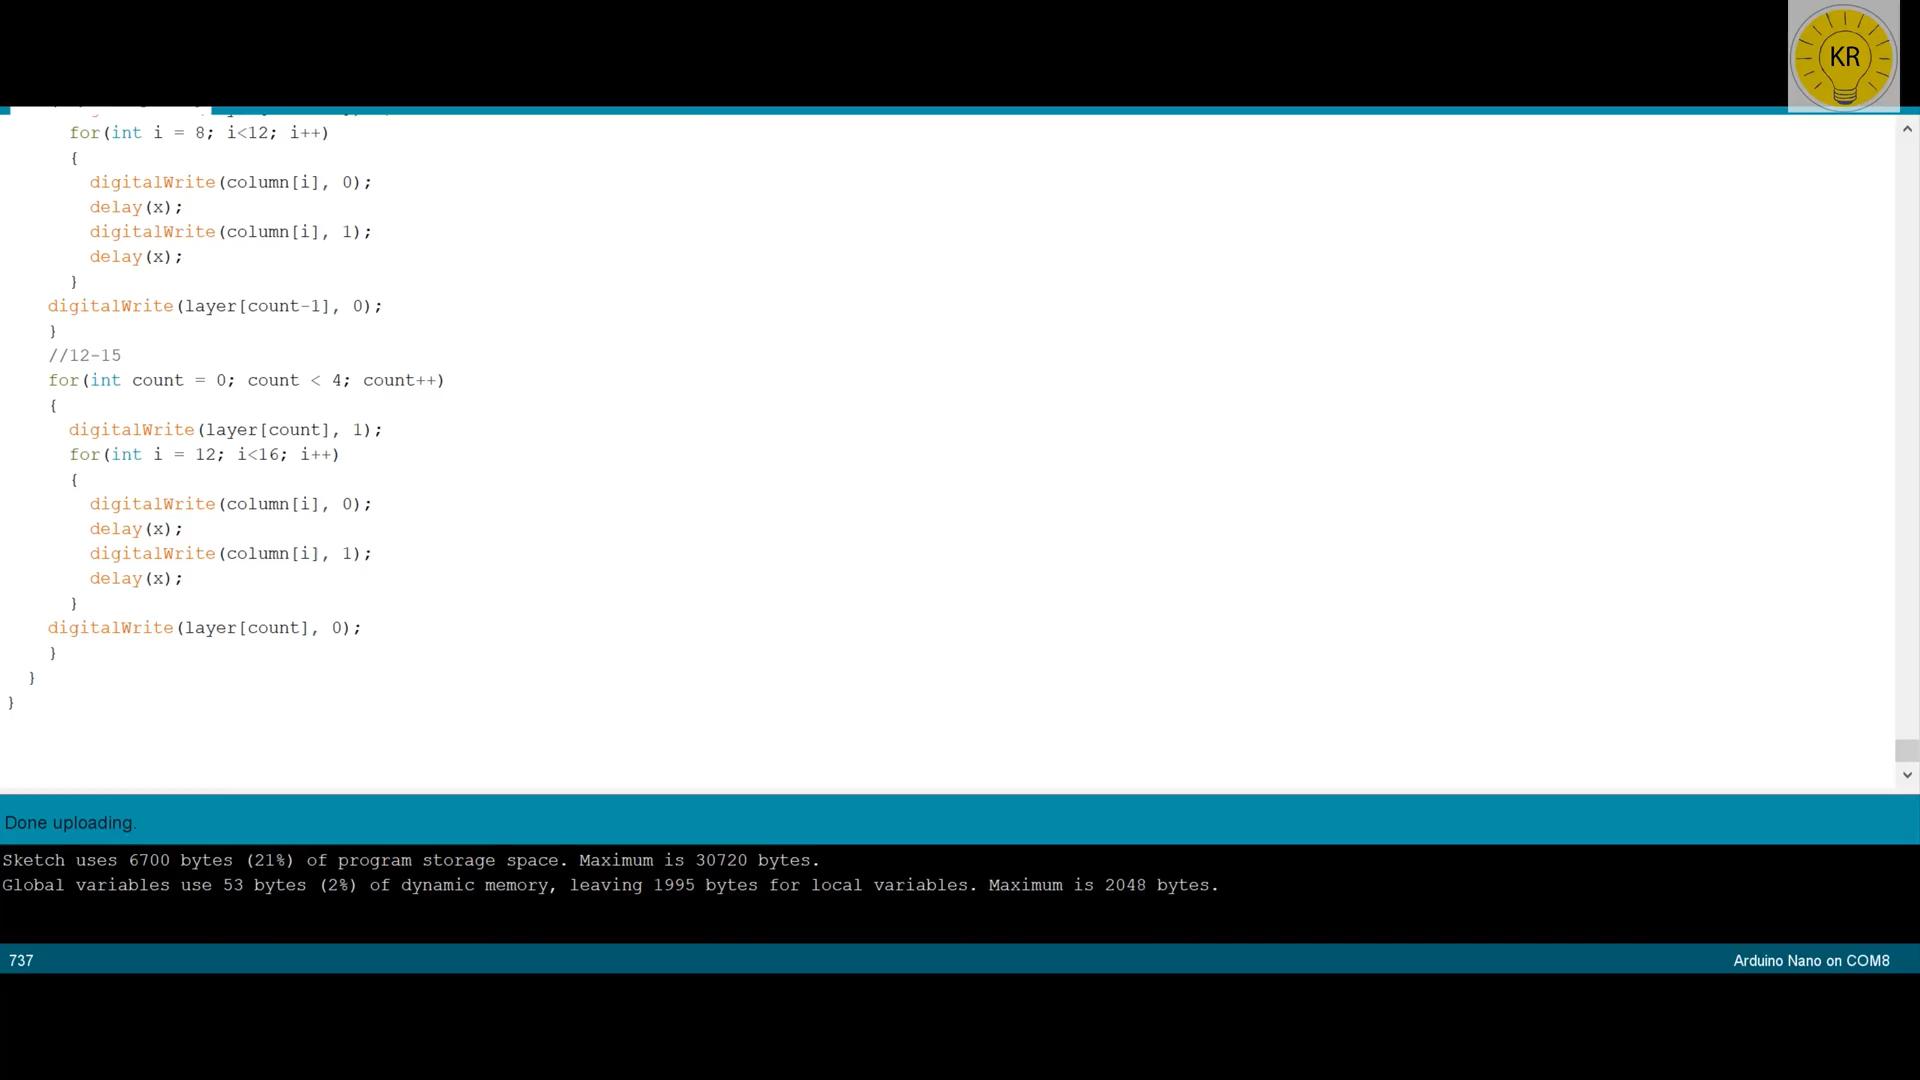 KR
for(int i = 8; i<12; i++)
{
digitalWrite(column[i], 0);
delay(x);
digitalWrite(column[i], 1);
delay(x);
}
digitalWrite(layer[count-1], 0);
}
//12-15
for(int count = 0; count < 4; count++)
{
digitalWrite(layer[count], 1);
for(int i = 12; i<16; i++)
{
digitalWrite(column[i], 0);
delay(x);
digitalWrite(column[i], 1);
delay(x);
}
digitalWrite(layer[count], 0);
}
}
}
Done uploading.
Sketch uses 6700 bytes (21%) of program storage space. Maximum is 30720 bytes.
Global variables use 53 bytes (2%) of dynamic memory, leaving 1995 bytes for local variables. Maximum is 2048 bytes.
737
Arduino Nano on COM8